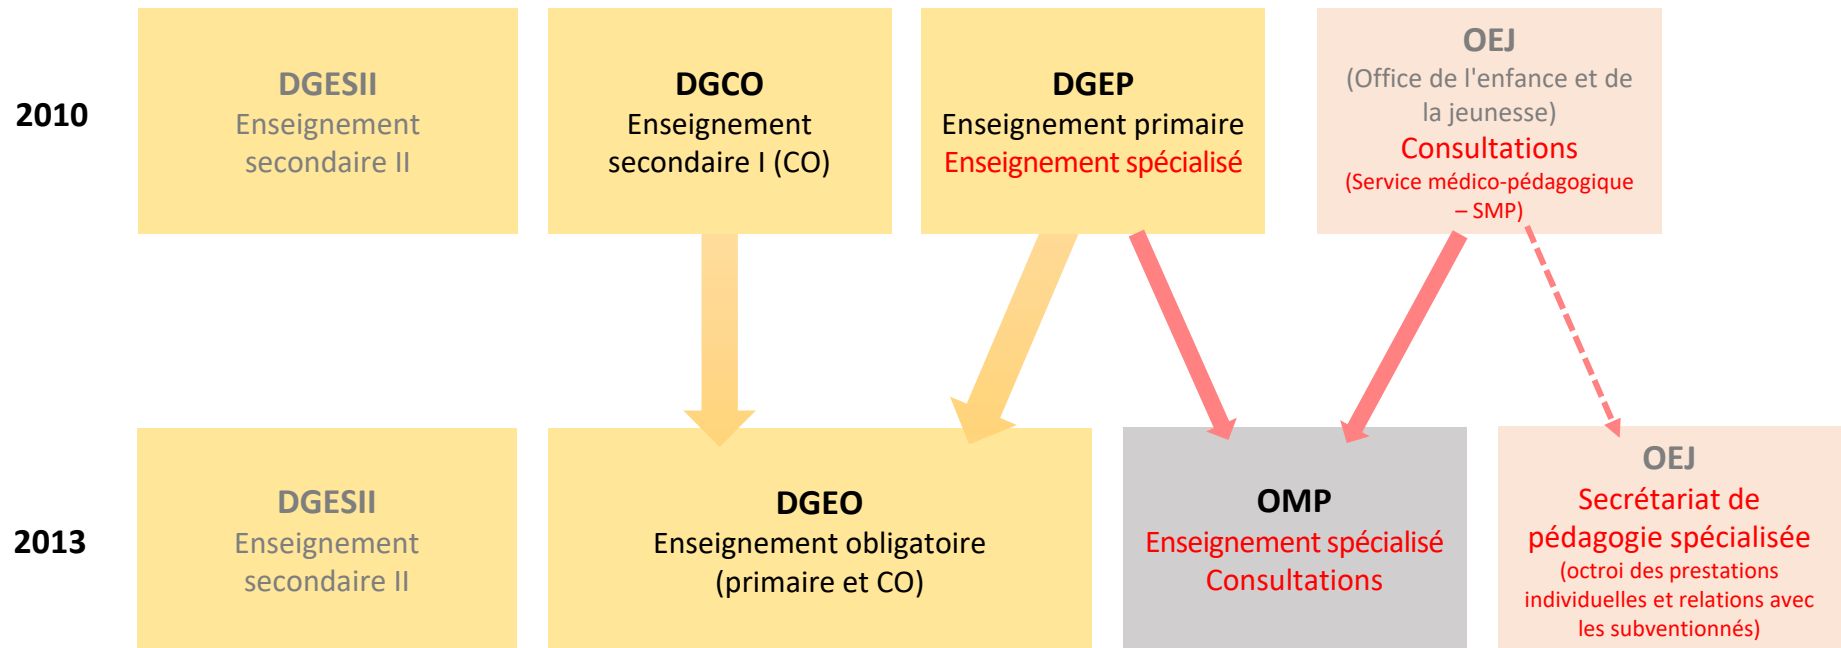 2010
DGESII
Enseignement
secondaire II
DGCO
Enseignement
secondaire I (CO)
DGEP
Enseignement primaire
Enseignement spécialisé
OEJ
(Office de l'enfance et de
la jeunesse)
Consultations
(Service médico-pédagogique
– SMP)
2013
DGESII
Enseignement
secondaire II
DGEO
Enseignement obligatoire
(primaire et CO)
OMP
Enseignement spécialisé
Consultations
OEJ
Secrétariat de
pédagogie spécialisée
(octroi des prestations
individuelles et relations avec
les subventionnés)